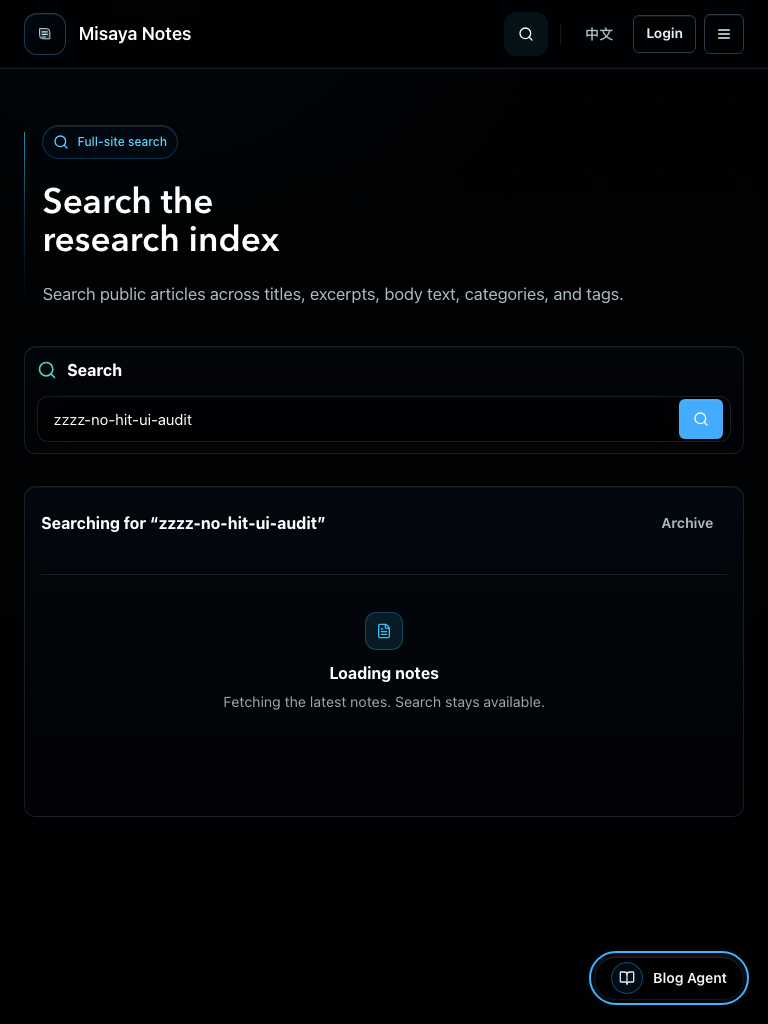 Misaya Notes
中文
Login
Full-site search
Search the
research index
Search public articles across titles, excerpts, body text, categories, and tags.
Search
zzzz-no-hit-ui-audit
Searching for “zzzz-no-hit-ui-audit”
Archive
Loading notes
Fetching the latest notes. Search stays available.
Blog Agent